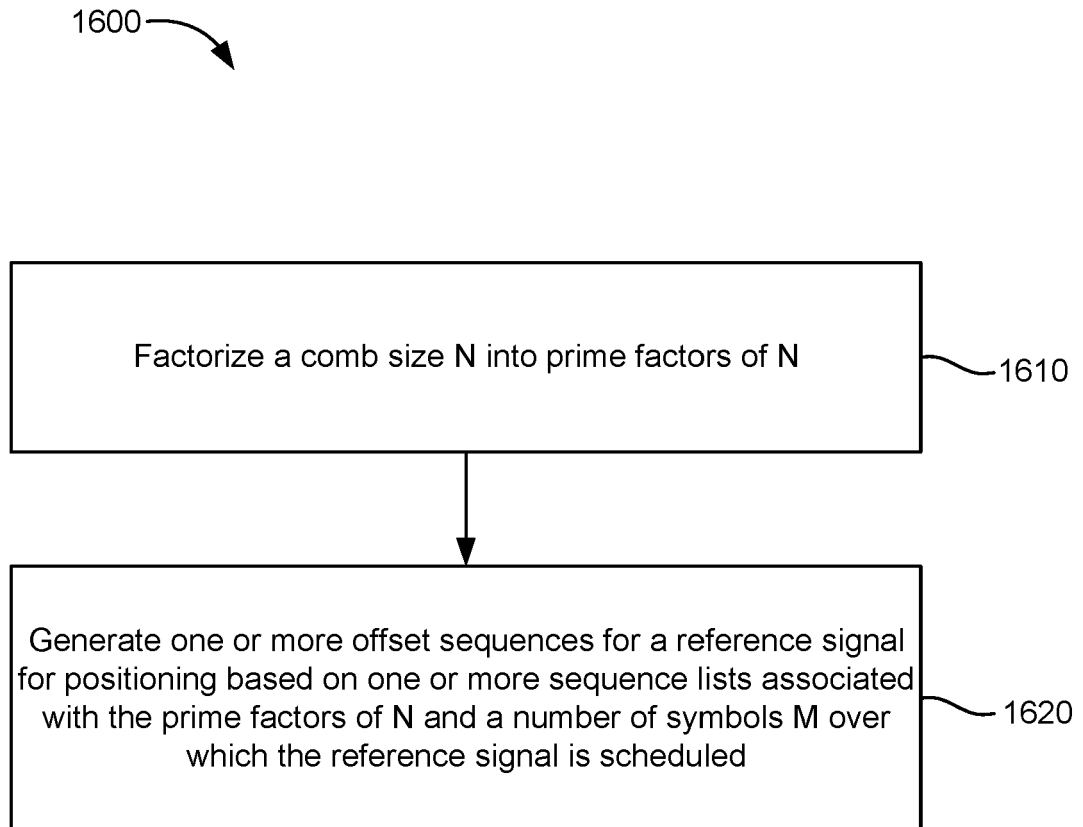 1600
Factorize a comb size N into prime factors of N
1610
Generate one or more offset sequences for a reference signal
for positioning based on one or more sequence lists associated
with the prime factors of N and a number of symbols M over
which the reference signal is scheduled
1620